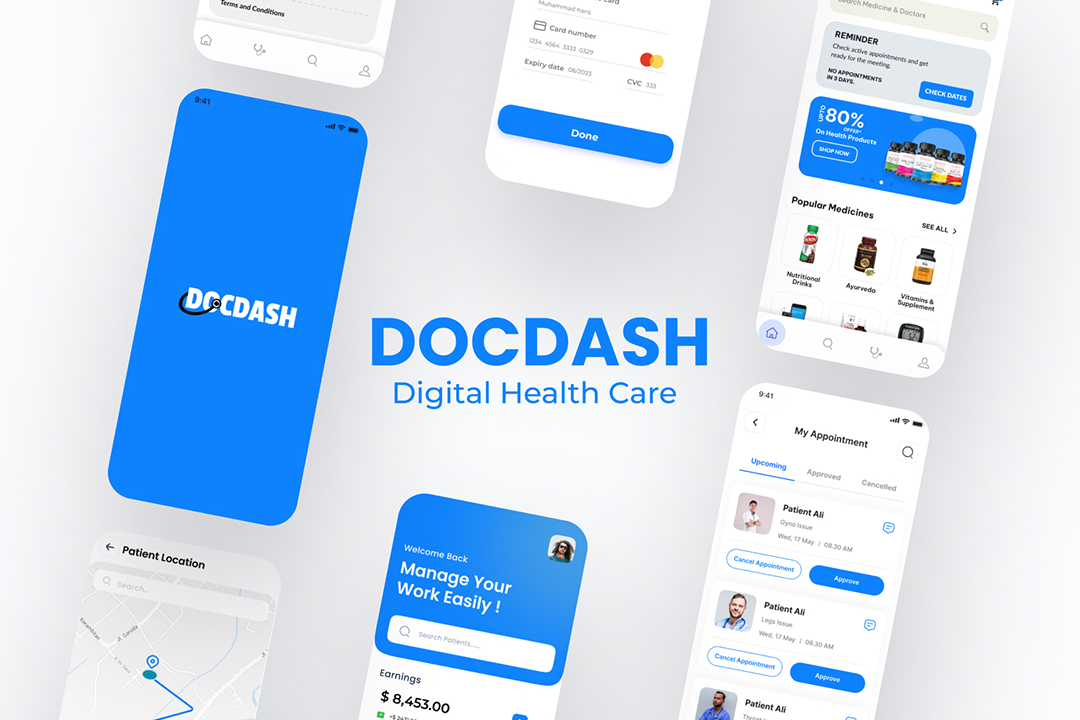 Terms and Conditions
9:41
DOCDASH
Muhammad haris
card
Card number
1234 4564 3333 0329
Expiry date 06/2023
CVC 333
Done
Search Medicine & Doctors
REMINDER
Check active appointments and get
ready for the meeting.
NO APPOINTMENTS
IN 3 DAYS.
CHECK DATES
UPTO
80%
OFFER*
On Health Products
SHOP NOW
Popular Medicines
SEE ALL
Nutritional
Drinks
Ayurveda
Vitamins &
Supplement
DOCDASH
Digital Health Care
Patient Location
Search..
Karanditar
Jl. Garuda
Welcome Back
Manage Your
Work Easily !
Search Patients.....
Earnings
$ 8,453.00
9:41
My Appointment
Upcoming
Approved
Cancelled
Patient Ali
Gyno Issue
Wed, 17 May | 08.30 AM
Cancel Appointment
Approve
Patient Ali
Legs Issue
Wed, 17 May | 08.30 AM
Cancel Appointment
Approve
Patient Ali